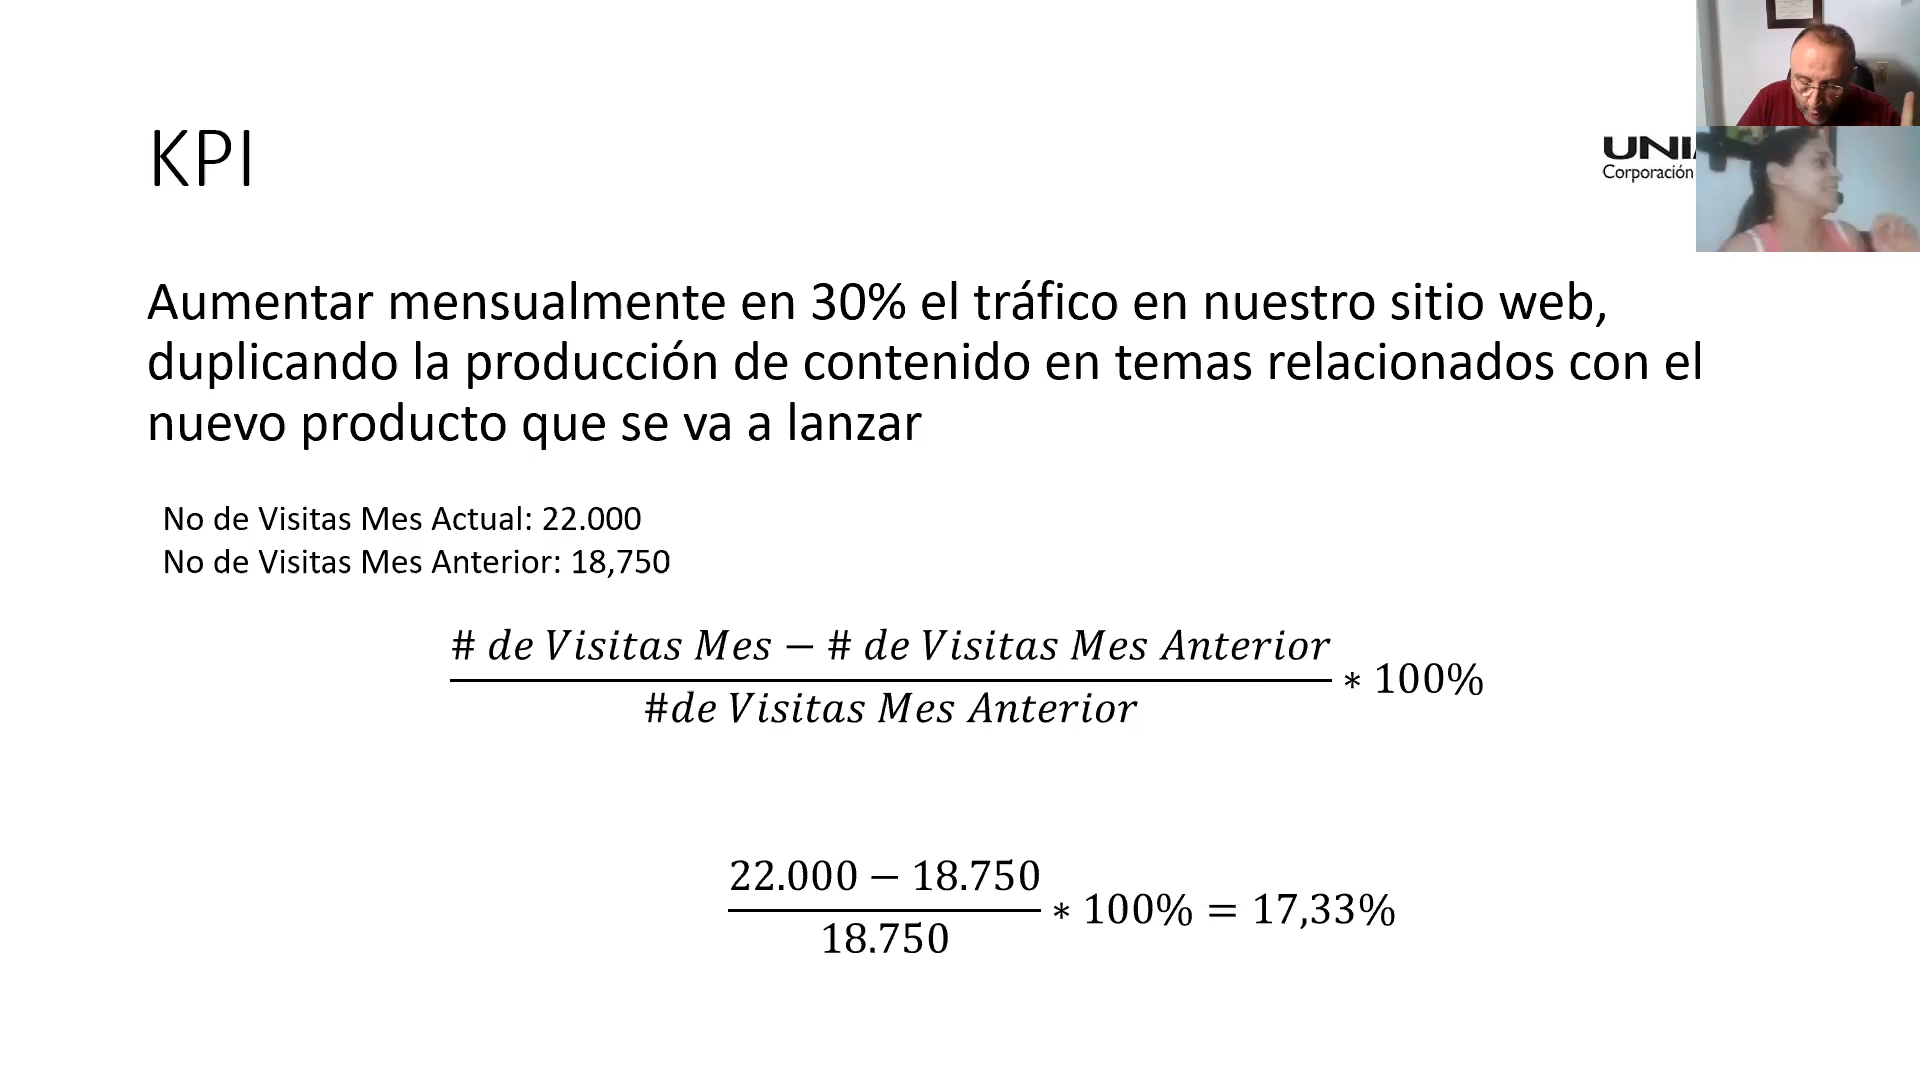 KPI
UNI
Corporación
Aumentar mensualmente en 30% el tráfico en nuestro sitio web,
duplicando la producción de contenido en temas relacionados con el
nuevo producto que se va a lanzar
No de Visitas Mes Actual: 22.000
No de Visitas Mes Anterior: 18,750
# de Visitas Mes − # de Visitas Mes Anterior
#de Visitas Mes Anterior
∗ 100%
22.000 − 18.750
18.750
∗ 100% = 17,33%